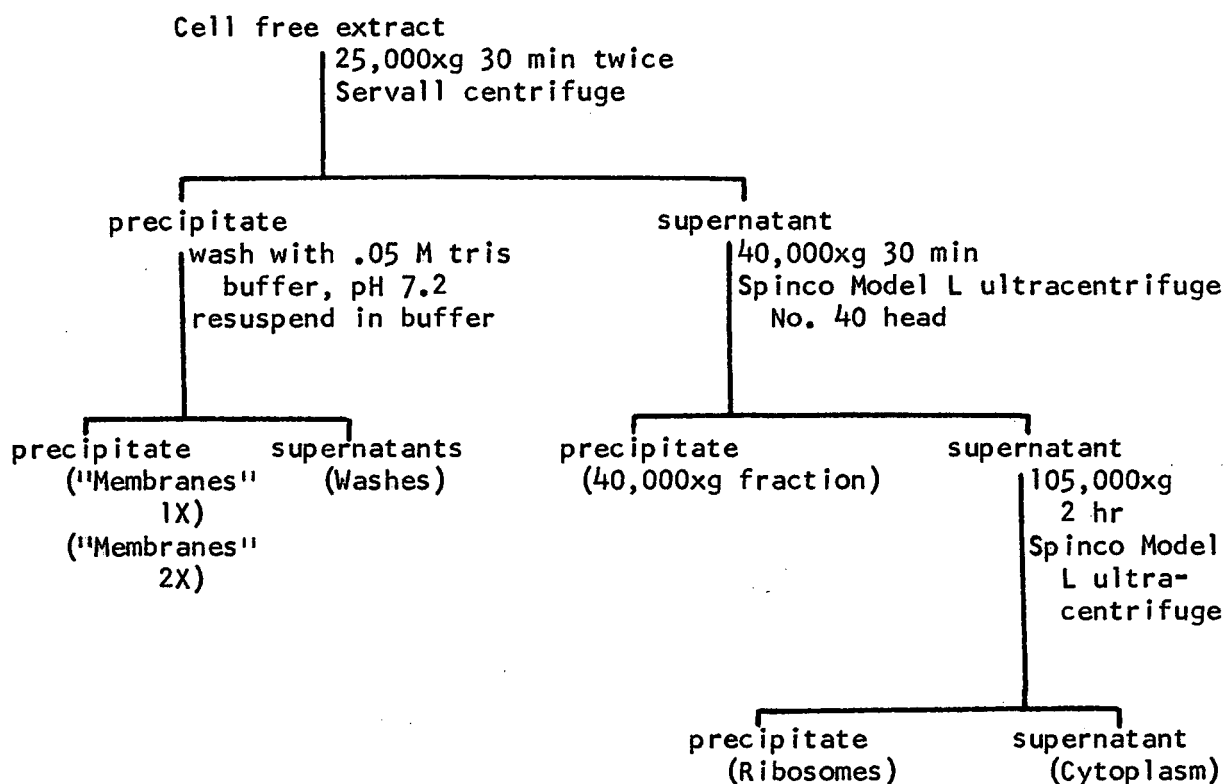 Cell free extract
25,000xg 30 min twice
Servall centrifuge
precipitate
wash with .05 M tris
buffer, pH 7.2
resuspend in buffer
supernatant
40,000xg 30 min
Spinco Model L ultracentrifuge
No. 40 head
precipitate
("Membranes"
1X)
("Membranes"
2X)
supernatants
(Washes)
precipitate
(40,000xg fraction)
supernatant
105,000xg
2 hr
Spinco Model
L ultra-
centrifuge
precipitate
(Ribosomes)
supernatant
(Cytoplasm)